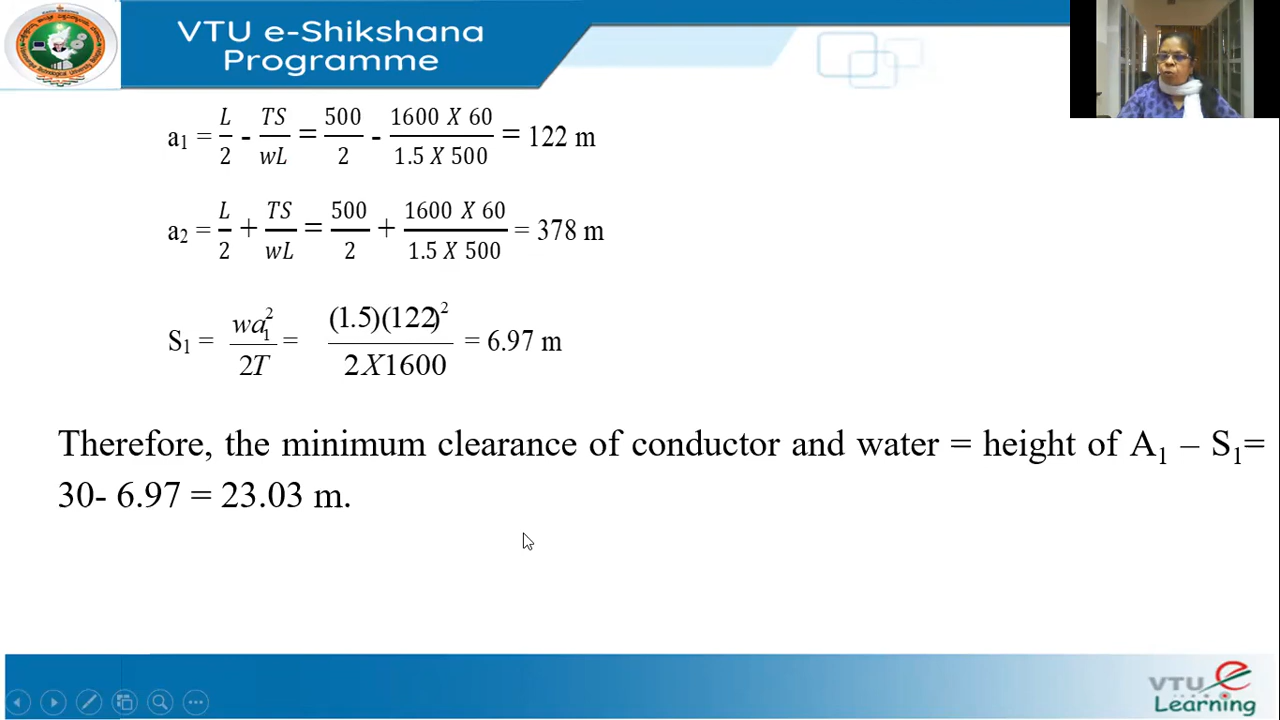 VTU e-Shikshana
Programme
a₁ = L/2 - TS/wL = 500/2 - 1600 X 60/1.5 X 500 = 122 m
a₂ = L/2 + TS/wL = 500/2 + 1600 X 60/1.5 X 500 = 378 m
S₁ = wa₁²/2T = (1.5)(122)²/2X1600 = 6.97 m
Therefore, the minimum clearance of conductor and water = height of A₁ – S₁=
30- 6.97 = 23.03 m.
VTU e
Learning